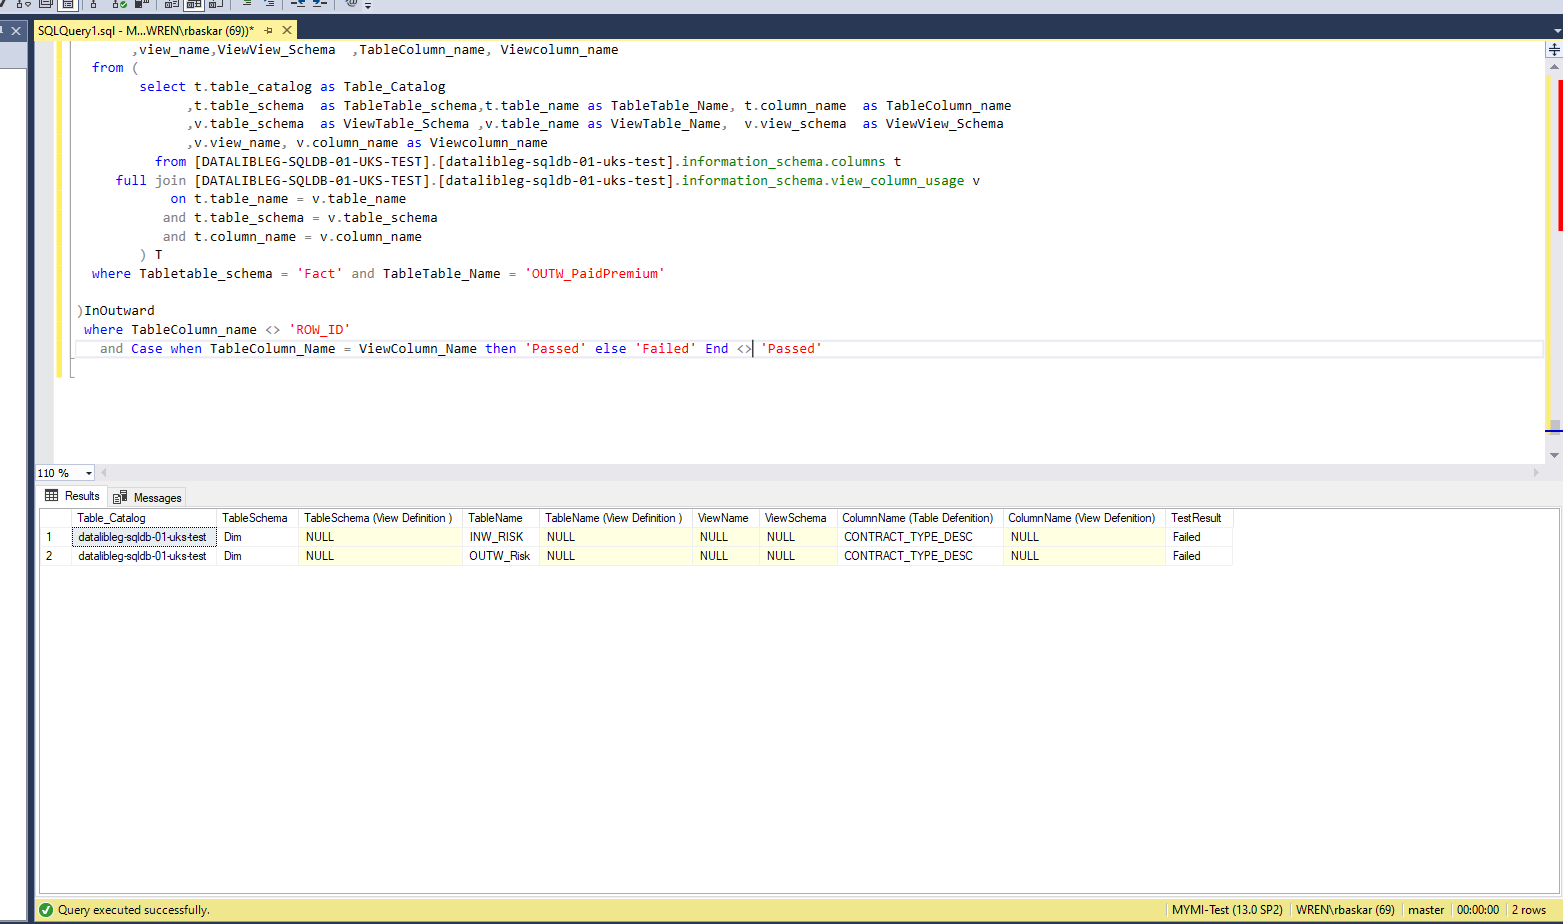 SQLQuery1.sql - M...WREN\rbaskar (69))*
,view_name,ViewView_Schema  ,TableColumn_name, Viewcolumn_name
from (
select t.table_catalog as Table_Catalog
,t.table_schema  as TableTable_schema,t.table_name as TableTable_Name, t.column_name  as TableColumn_name
,v.table_schema  as ViewTable_Schema ,v.table_name as ViewTable_Name,  v.view_schema  as ViewView_Schema
,v.view_name, v.column_name as Viewcolumn_name
from [DATALIBLEG-SQLDB-01-UKS-TEST].[datalibleg-sqldb-01-uks-test].information_schema.columns t
full join [DATALIBLEG-SQLDB-01-UKS-TEST].[datalibleg-sqldb-01-uks-test].information_schema.view_column_usage v
on t.table_name = v.table_name
and t.table_schema = v.table_schema
and t.column_name = v.column_name
) T
where Tabletable_schema = 'Fact' and TableTable_Name = 'OUTW_PaidPremium'
)InOutward
where TableColumn_name <> 'ROW_ID'
and Case when TableColumn_Name = ViewColumn_Name then 'Passed' else 'Failed' End <> 'Passed'
110 %
Results Messages
Table_Catalog TableSchema TableSchema (View Definition ) TableName TableName (View Definition ) ViewName ViewSchema ColumnName (Table Defenition) ColumnName (View Defenition) TestResult
1 datalibleg-sqldb-01-uks-test Dim NULL INW_RISK NULL NULL NULL CONTRACT_TYPE_DESC NULL Failed
2 datalibleg-sqldb-01-uks-test Dim NULL OUTW_Risk NULL NULL NULL CONTRACT_TYPE_DESC NULL Failed
Query executed successfully. MYMI-Test (13.0 SP2) WREN\rbaskar (69) master 00:00:00 2 rows